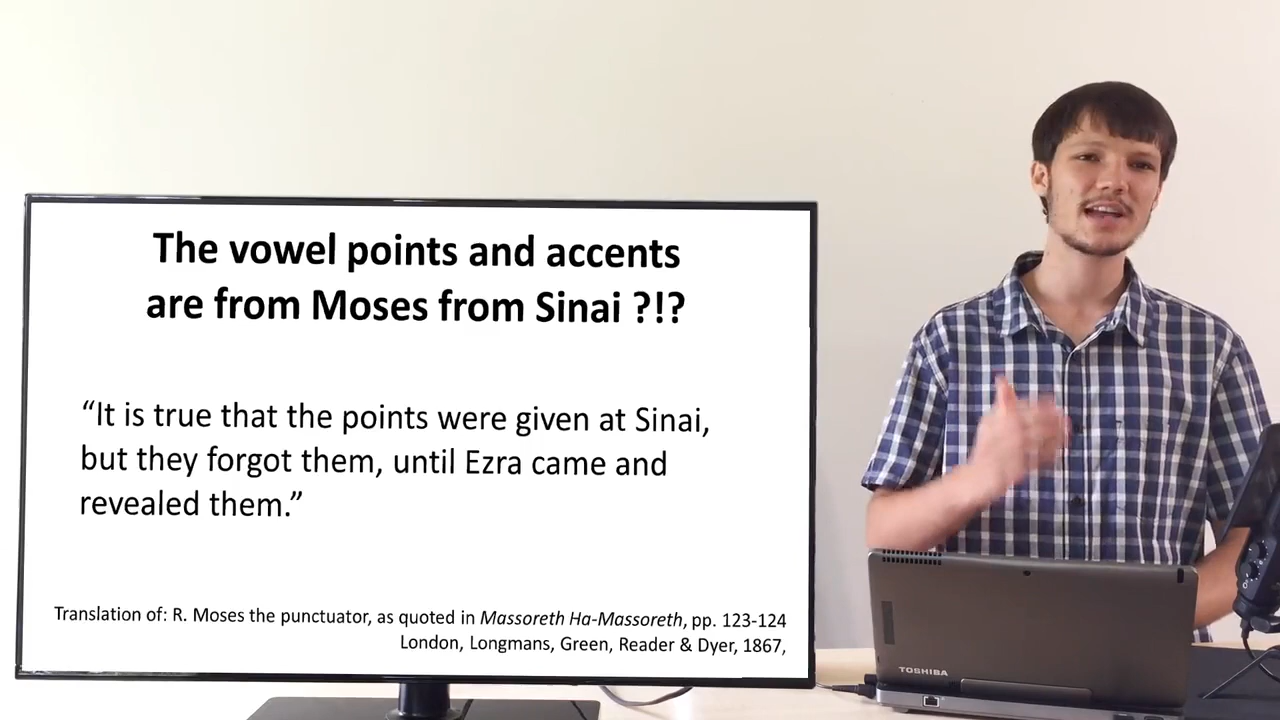 The vowel points and accents
are from Moses from Sinai ?!?
“It is true that the points were given at Sinai,
but they forgot them, until Ezra came and
revealed them.”
Translation of: R. Moses the punctuator, as quoted in Massoreth Ha-Massoreth, pp. 123-124
London, Longmans, Green, Reader & Dyer, 1867,
TOSHIBA